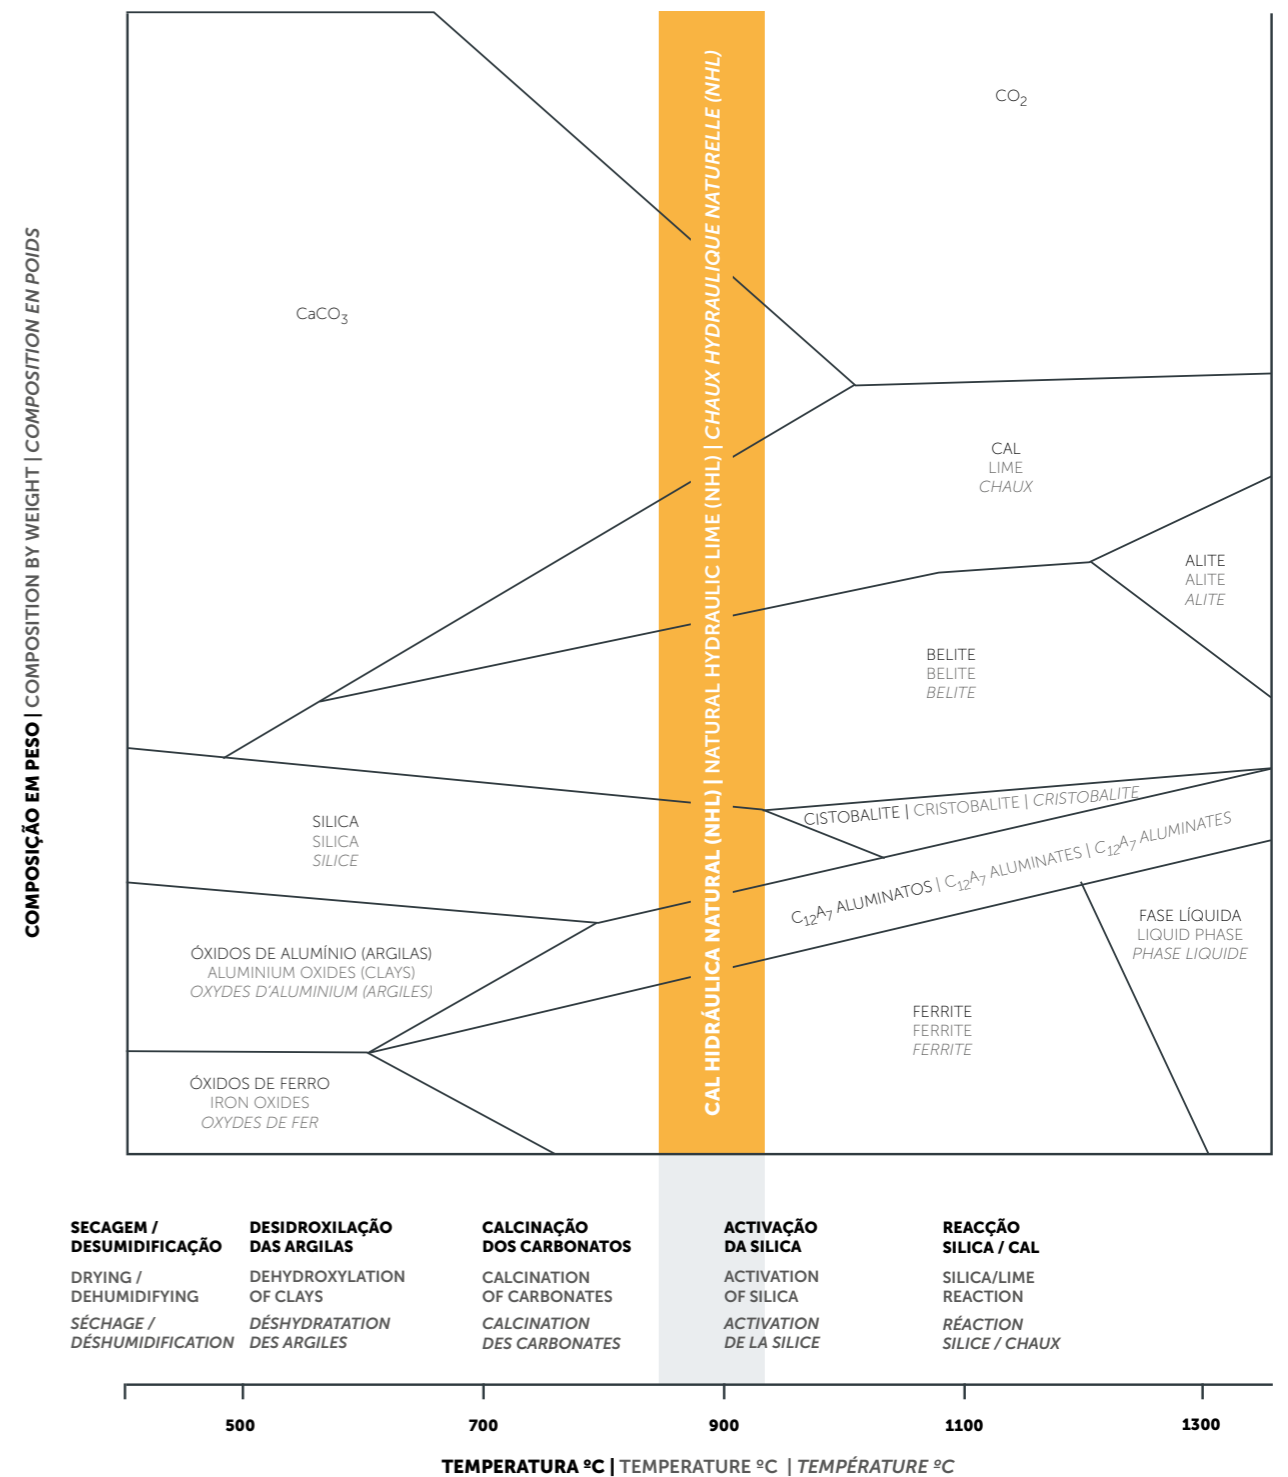 COMPOSIÇÃO EM PESO | COMPOSITION BY WEIGHT | COMPOSITION EN POIDS
CO2
CaCO3
CAL HIDRÁULICA NATURAL (NHL) | NATURAL HYDRAULIC LIME (NHL) | CHAUX HYDRAULIQUE NATURELLE (NHL)
CAL
LIME
CHAUX
ALITE
ALITE
ALITE
BELITE
BELITE
BELITE
CISTOBALITE | CRISTOBALITE | CRISTOBALITE
SILICA
SILICA
SILICE
C12A7 ALUMINATOS | C12A7 ALUMINATES | C12A7 ALUMINATES
FASE LÍQUIDA
LIQUID PHASE
PHASE LIQUIDE
ÓXIDOS DE ALUMÍNIO (ARGILAS)
ALUMINIUM OXIDES (CLAYS)
OXYDES D'ALUMINIUM (ARGILES)
FERRITE
FERRITE
FERRITE
ÓXIDOS DE FERRO
IRON OXIDES
OXYDES DE FER
SECAGEM /
DESUMIDIFICAÇÃO
DRYING /
DEHUMIDIFYING
SÉCHAGE /
DÉSHUMIDIFICATION
DESIDROXILAÇÃO
DAS ARGILAS
DEHYDROXYLATION
OF CLAYS
DÉSHYDRATATION
DES ARGILES
CALCINAÇÃO
DOS CARBONATOS
CALCINATION
OF CARBONATES
CALCINATION
DES CARBONATES
ACTIVAÇÃO
DA SILICA
ACTIVATION
OF SILICA
ACTIVATION
DE LA SILICE
REACÇÃO
SILICA / CAL
SILICA/LIME
REACTION
RÉACTION
SILICE / CHAUX
500 700 900 1100 1300
TEMPERATURA ºC | TEMPERATURE ºC | TEMPÉRATURE ºC